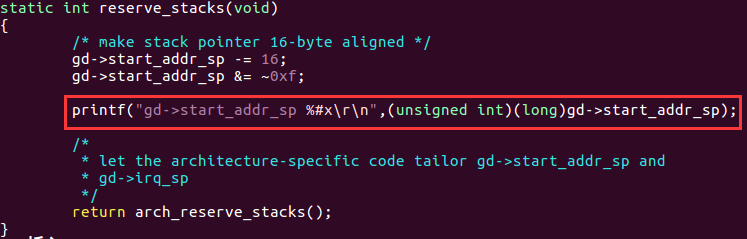 static int reserve_stacks(void)
{
        /* make stack pointer 16-byte aligned */
        gd->start_addr_sp -= 16;
        gd->start_addr_sp &= ~0xf;

        printf("gd->start_addr_sp %#x\r\n",(unsigned int)(long)gd->start_addr_sp);

        /*
         * let the architecture-specific code tailor gd->start_addr_sp and
         * gd->irq_sp
         */
        return arch_reserve_stacks();
}